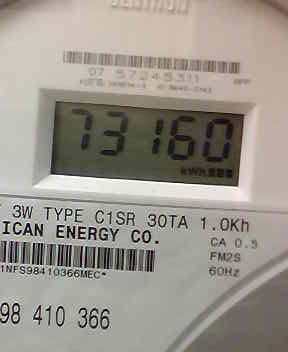 07 57245311
73160
kWh
3W TYPE C1SR 30TA 1.0Kh
ICAN ENERGY CO.
CA 0.5
FM2S
60Hz
1NFS98410366MEC*
98 410 366